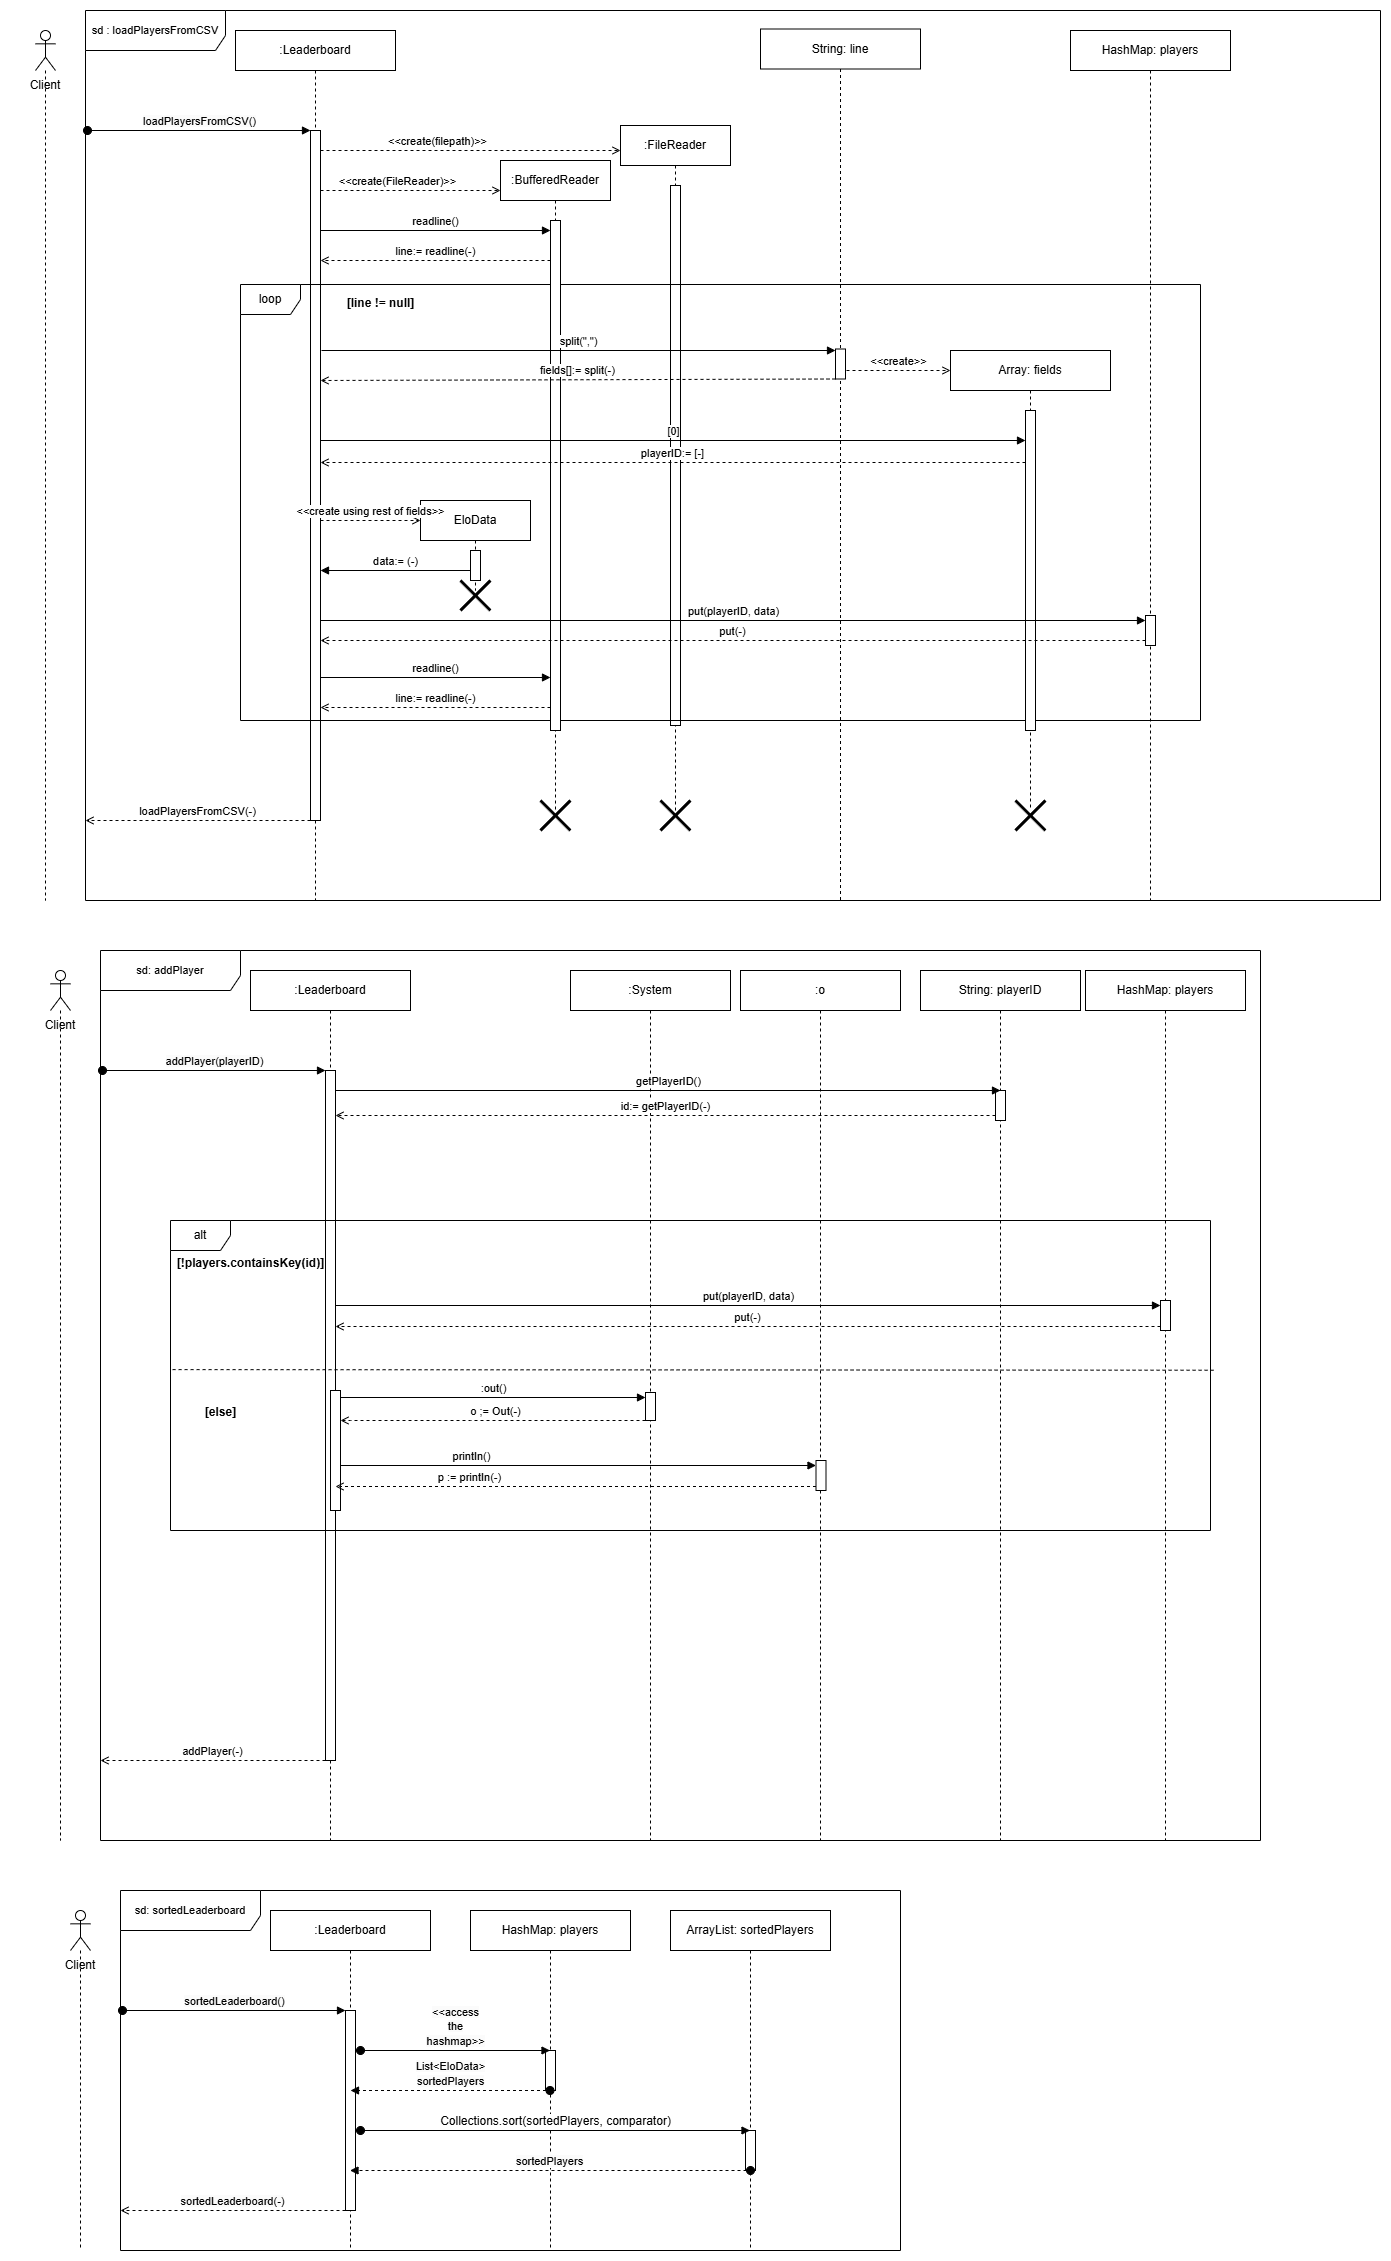 sd : loadPlayersFromCSV
:Leaderboard
String: line
HashMap: players
Client
loadPlayersFromCSV()
<<create(filepath)>>
:FileReader
<<create(FileReader)>>
:BufferedReader
readline()
line:= readline(-)
loop
[line != null]
split(",")
<<create>>
Array: fields
fields[]:= split(-)
[0]
playerID:= [-]
<<create using rest of fields>>
EloData
data:= (-)
put(playerID, data)
put(-)
readline()
line:= readline(-)
loadPlayersFromCSV(-)
sd: addPlayer
:Leaderboard
:System
:o
String: playerID
HashMap: players
Client
addPlayer(playerID)
getPlayerID()
id:= getPlayerID(-)
alt
[!players.containsKey(id)]
put(playerID, data)
put(-)
:out()
[else]
o ;= Out(-)
println()
p := println(-)
addPlayer(-)
sd: sortedLeaderboard
:Leaderboard
HashMap: players
ArrayList: sortedPlayers
Client
sortedLeaderboard()
<<access
the
hashmap>>
List<EloData>
sortedPlayers
Collections.sort(sortedPlayers, comparator)
sortedPlayers
sortedLeaderboard(-)